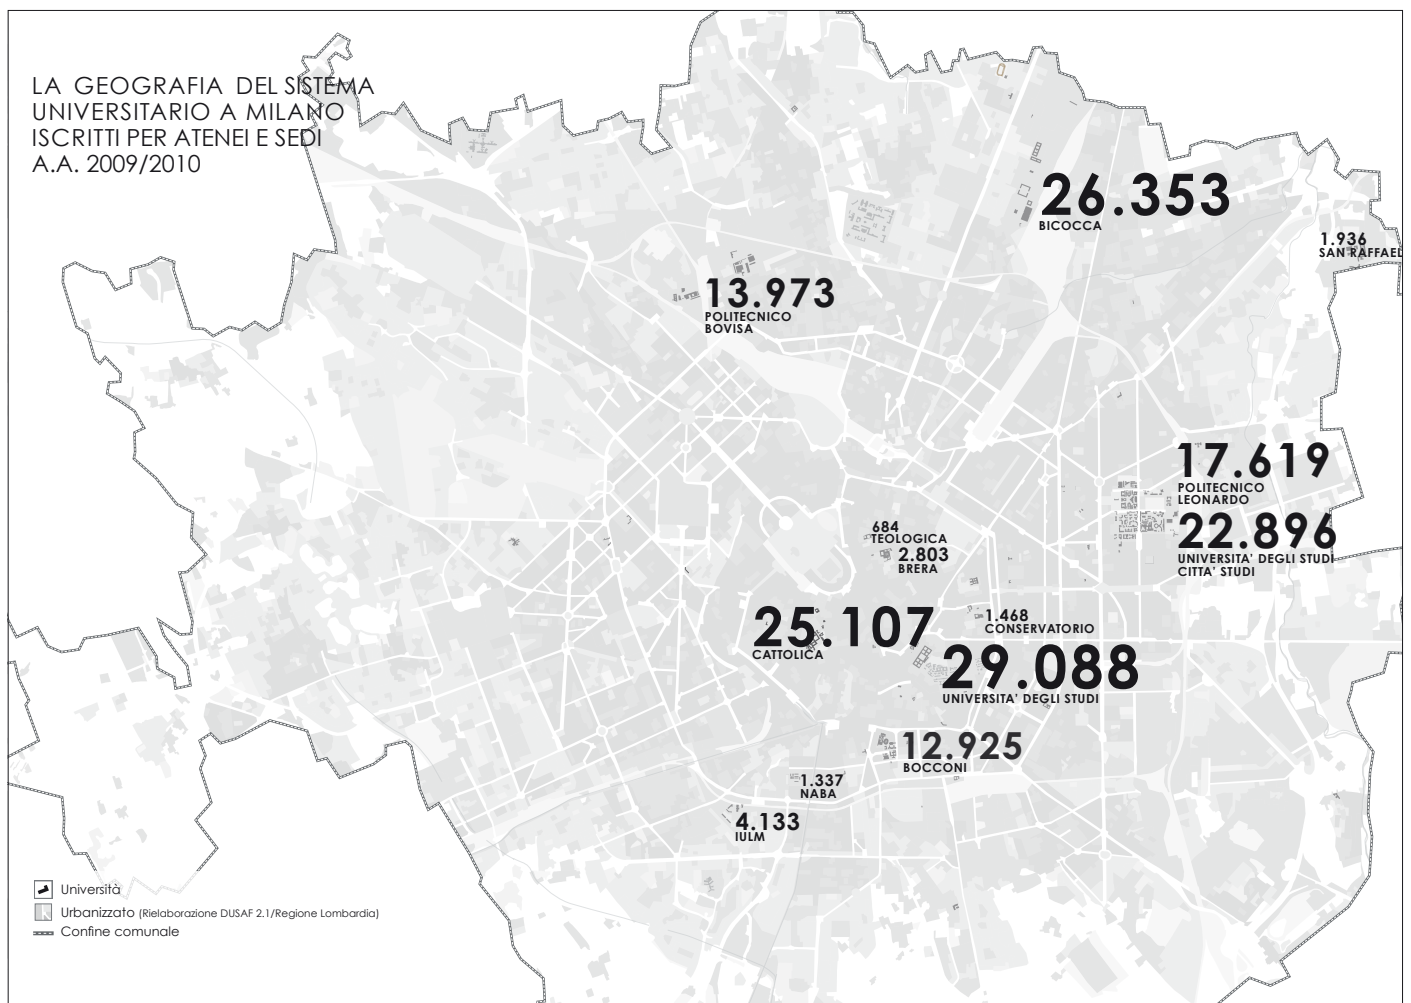 LA GEOGRAFIA DEL SISTEMA
UNIVERSITARIO A MILANO
ISCRITTI PER ATENEI E SEDI
A.A. 2009/2010
26.353
BICOCCA
1.936
SAN RAFFAEL
13.973
POLITECNICO
BOVISA
17.619
POLITECNICO
LEONARDO
22.896
UNIVERSITA' DEGLI STUDI
CITTA' STUDI
684
TEOLOGICA
2.803
BRERA
25.107
CATTOLICA
1.468
CONSERVATORIO
29.088
UNIVERSITA' DEGLI STUDI
12.925
BOCCONI
1.337
NABA
4.133
IULM
Università
Urbanizzato (Rielaborazione DUSAF 2.1/Regione Lombardia)
Confine comunale